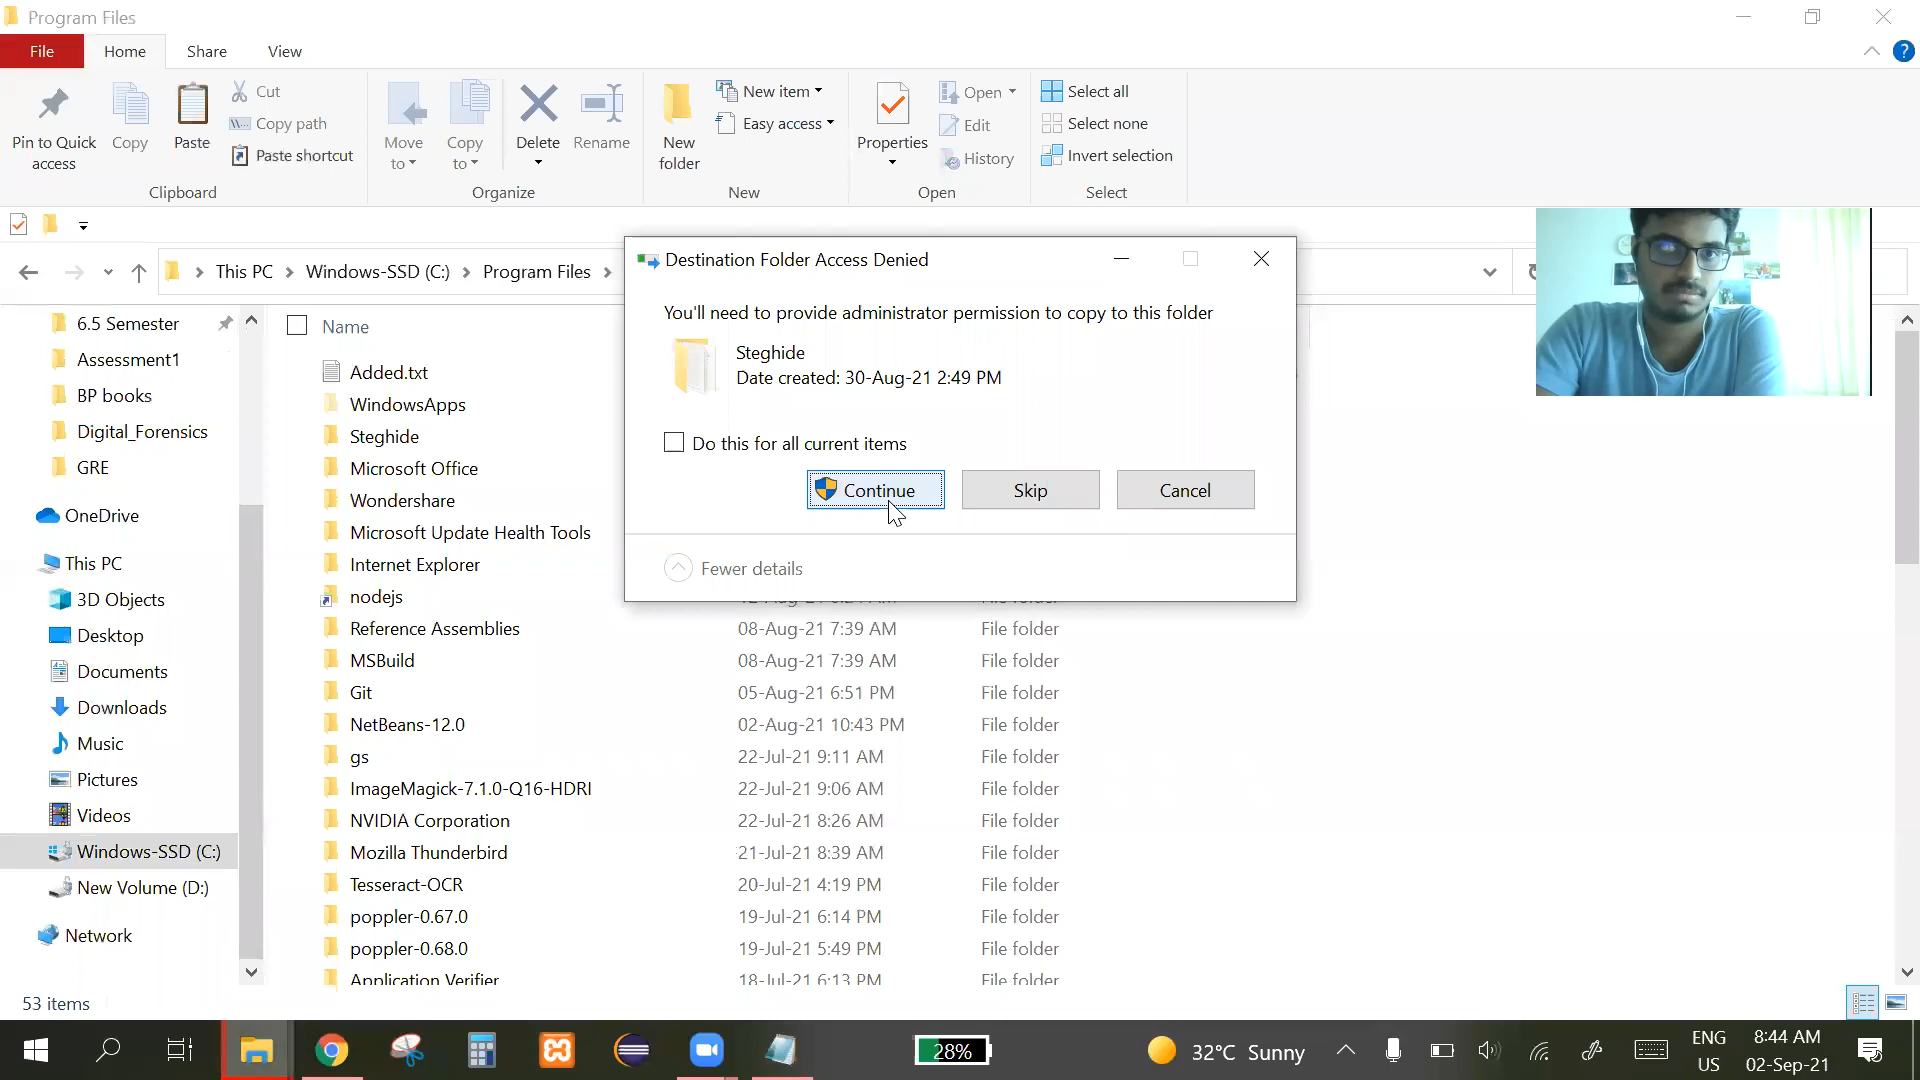 Program Files
File
Home
Share
View
Pin to Quick access
Copy
Paste
Cut
Copy path
Paste shortcut
Clipboard
Move to
Copy to
Delete
Rename
Organize
New folder
New item
Easy access
New
Properties
Open
Edit
History
Open
Select all
Select none
Invert selection
Select
This PC
Windows-SSD (C:)
Program Files
6.5 Semester
Assessment1
BP books
Digital_Forensics
GRE
OneDrive
This PC
3D Objects
Desktop
Documents
Downloads
Music
Pictures
Videos
Windows-SSD (C:)
New Volume (D:)
Network
Name
Added.txt
WindowsApps
Steghide
Microsoft Office
Wondershare
Microsoft Update Health Tools
Internet Explorer
nodejs
Reference Assemblies 08-Aug-21 7:39 AM File folder
MSBuild 08-Aug-21 7:39 AM File folder
Git 05-Aug-21 6:51 PM File folder
NetBeans-12.0 02-Aug-21 10:43 PM File folder
gs 22-Jul-21 9:11 AM File folder
ImageMagick-7.1.0-Q16-HDRI 22-Jul-21 9:06 AM File folder
NVIDIA Corporation 22-Jul-21 8:26 AM File folder
Mozilla Thunderbird 21-Jul-21 8:39 AM File folder
Tesseract-OCR 20-Jul-21 4:19 PM File folder
poppler-0.67.0 19-Jul-21 6:14 PM File folder
poppler-0.68.0 19-Jul-21 5:49 PM File folder
Application Verifier 18-Jul-21 6:13 PM File folder
Destination Folder Access Denied
You'll need to provide administrator permission to copy to this folder
Steghide
Date created: 30-Aug-21 2:49 PM
Do this for all current items
Continue
Skip
Cancel
Fewer details
53 items
28%
32°C Sunny
ENG
US
8:44 AM
02-Sep-21